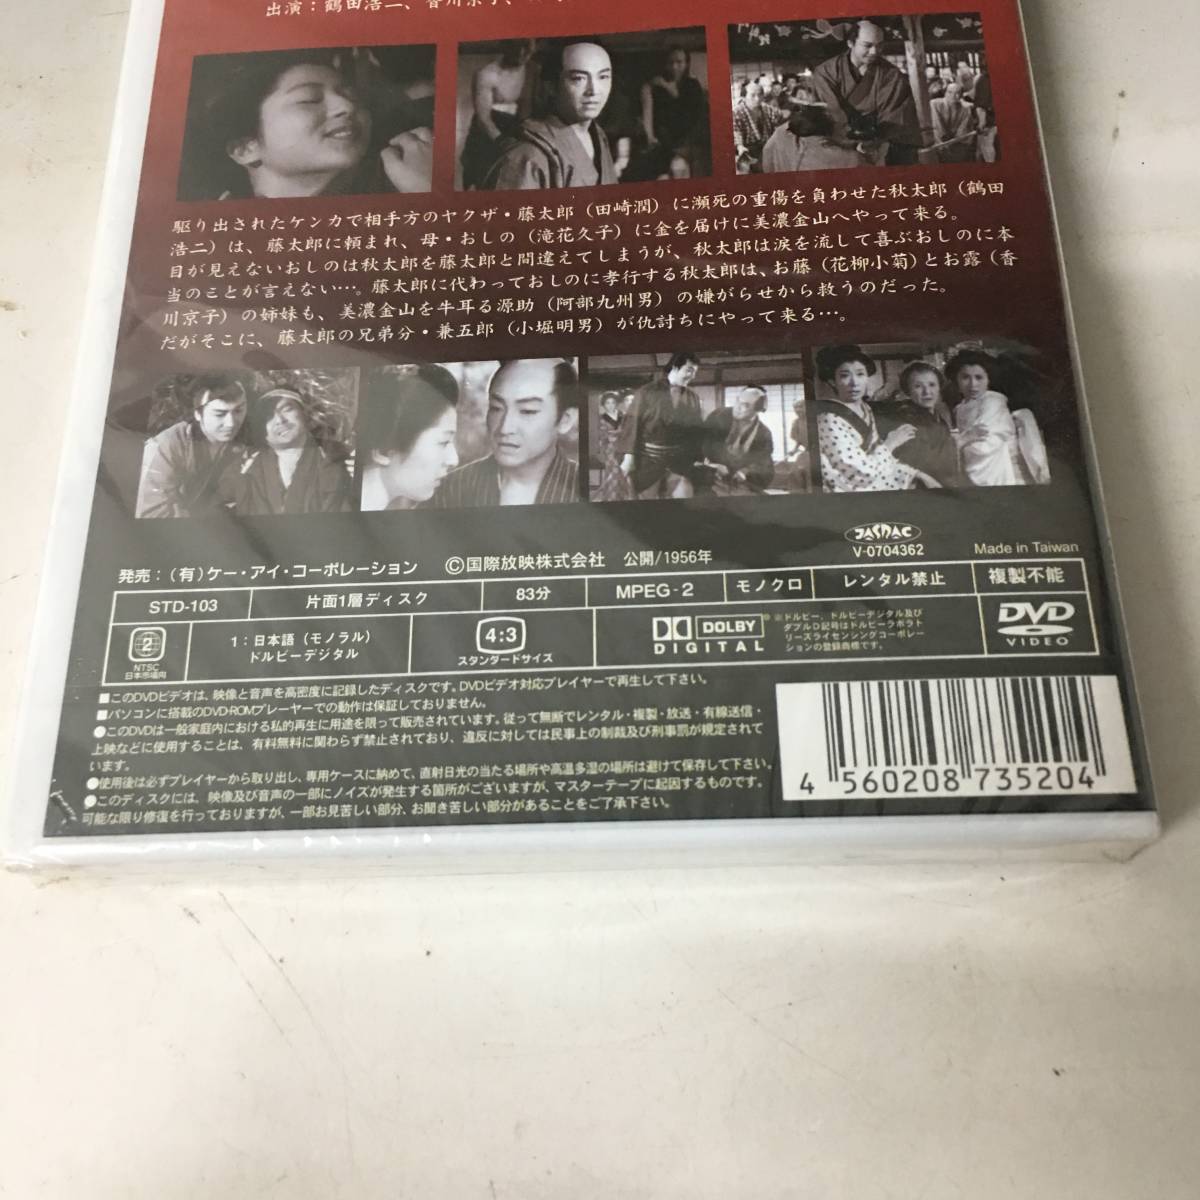 出演：鶴田浩二、香川京子、
駆り出されたケンカで相手方のヤクザ・藤太郎（田崎潤）に瀕死の重傷を負わせた秋太郎（鶴田
浩二）は、藤太郎に頼まれ、母・おしの（滝花久子）に金を届けに美濃金山へやって来る。
目が見えないおしのは秋太郎を藤太郎と間違えてしまうが、秋太郎は涙を流して喜ぶおしのに本
当のことが言えない…。藤太郎に代わっておしのに孝行する秋太郎は、お藤（花柳小菊）とお露（香
川京子）の姉妹も、美濃金山を牛耳る源助（阿部九州男）の嫌がらせから救うのだった。
だがそこに、藤太郎の兄弟分・兼五郎（小堀明男）が仇討ちにやって来る…。
JASRAC
V-0704362
Made in Taiwan
発売：（有）ケー・アイ・コーポレーション ©国際放映株式会社 公開/1956年
STD-103 片面1層ディスク 83分 MPEG-2 モノクロ レンタル禁止 複製不能
2
NTSC
日本市場向
1：日本語（モノラル）
ドルビーデジタル
4:3
スタンダードサイズ
DOLBY
DIGITAL
※ドルビー、ドルビーデジタル及び
ダブルD記号はドルビーラボラト
リーズライセンシングコーポレー
ションの登録商標です。
DVD
VIDEO
■このDVDビデオは、映像と音声を高密度に記録したディスクです。DVDビデオ対応プレイヤーで再生して下さい。
■パソコンに搭載のDVD-ROMプレーヤーでの動作は保証しておりません。
●このDVDは一般家庭内における私的再生に用途を限って販売されています。従って無断でレンタル・複製・放送・有線送信・
上映などに使用することは、有料無料に関わらず禁止されており、違反に対しては民事上の制裁及び刑事罰が規定されて
います。
●使用後は必ずプレイヤーから取り出し、専用ケースに納めて、直射日光の当たる場所や高温多湿の場所は避けて保存して下さい。
●このディスクには、映像及び音声の一部にノイズが発生する箇所がございますが、マスターテープに起因するものです。
可能な限り修復を行っておりますが、一部お見苦しい部分、お聞き苦しい部分があることをご了承下さい。
4 560208 735204